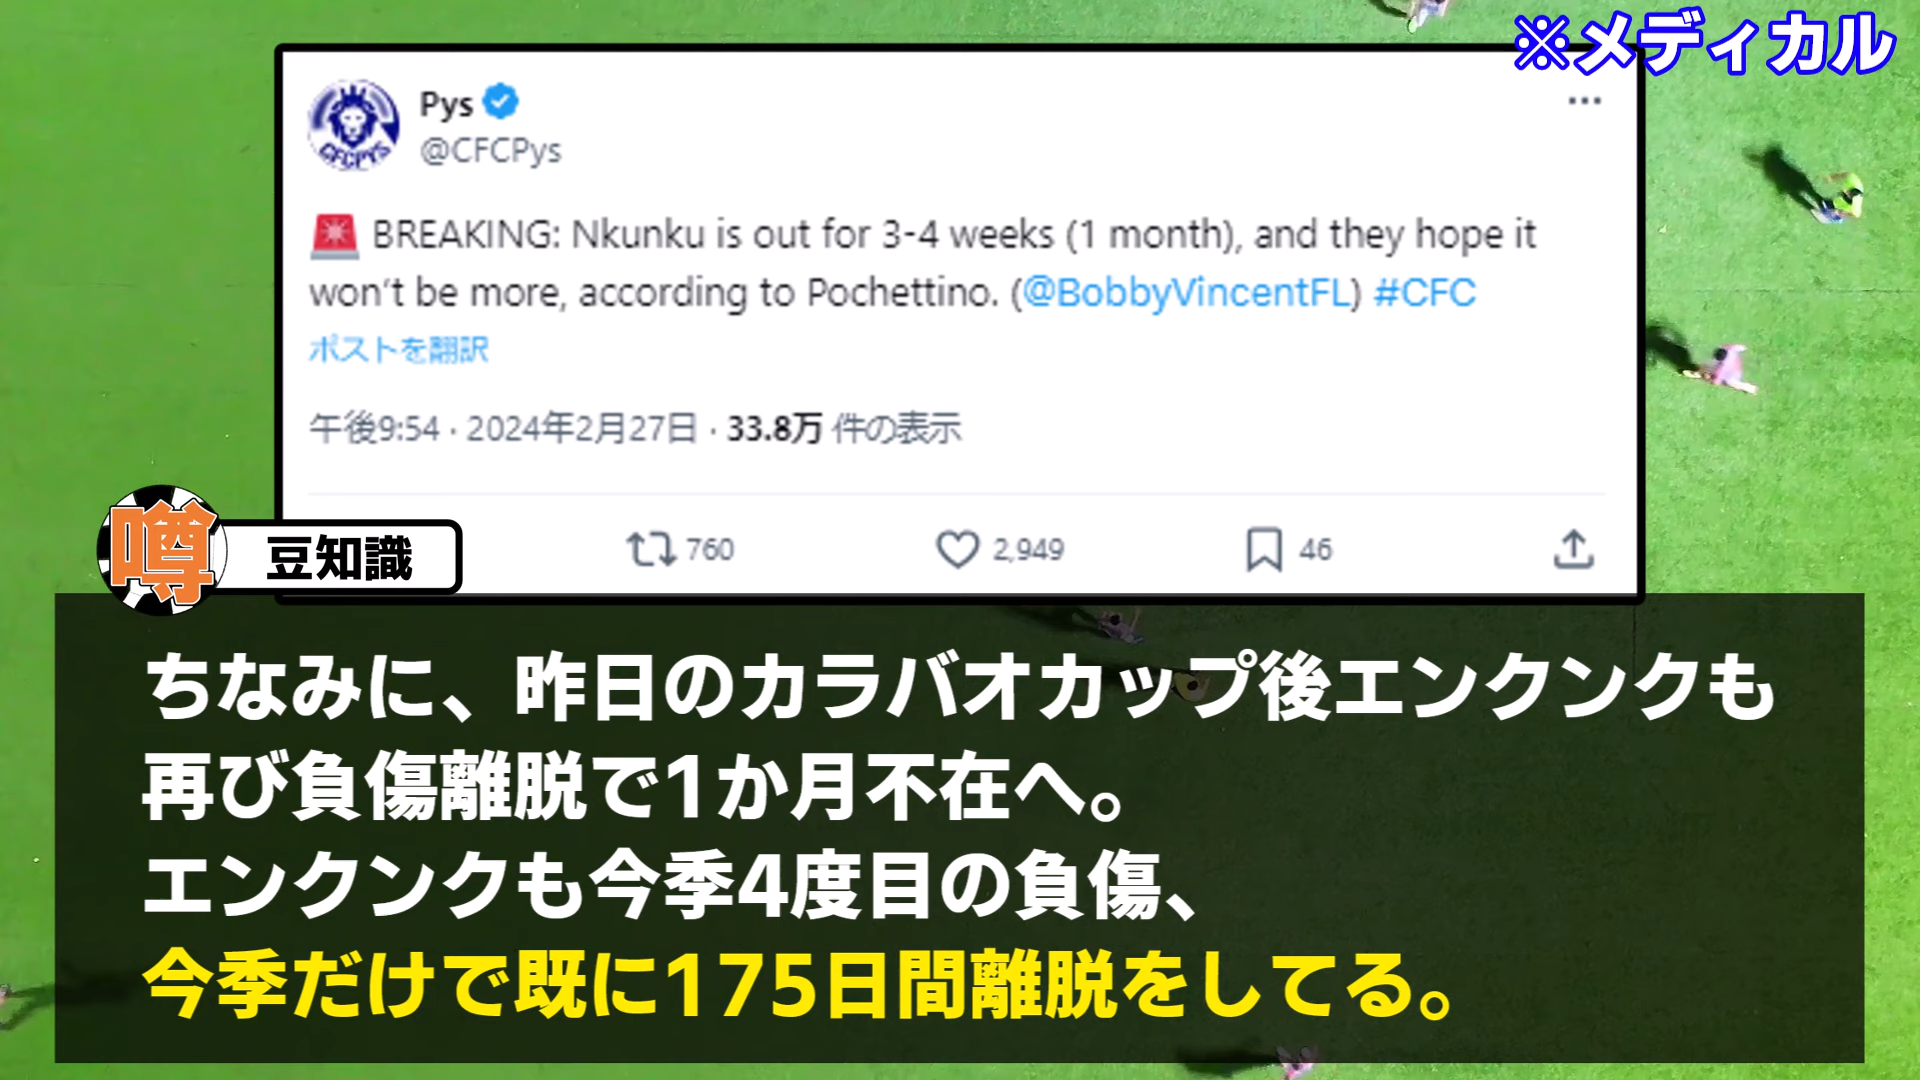 ※メディカル
Pys
@CFCPys
BREAKING: Nkunku is out for 3-4 weeks (1 month), and they hope it
won't be more, according to Pochettino. (@BobbyVincentFL) #CFC
ポストを翻訳
午後9:54 · 2024年2月27日 · 33.8万 件の表示
760 2,949 46
噂 豆知識
ちなみに、昨日のカラバオカップ後エンクンクも
再び負傷離脱で1か月不在へ。
エンクンクも今季4度目の負傷、
今季だけで既に175日間離脱をしてる。
CFCPYS